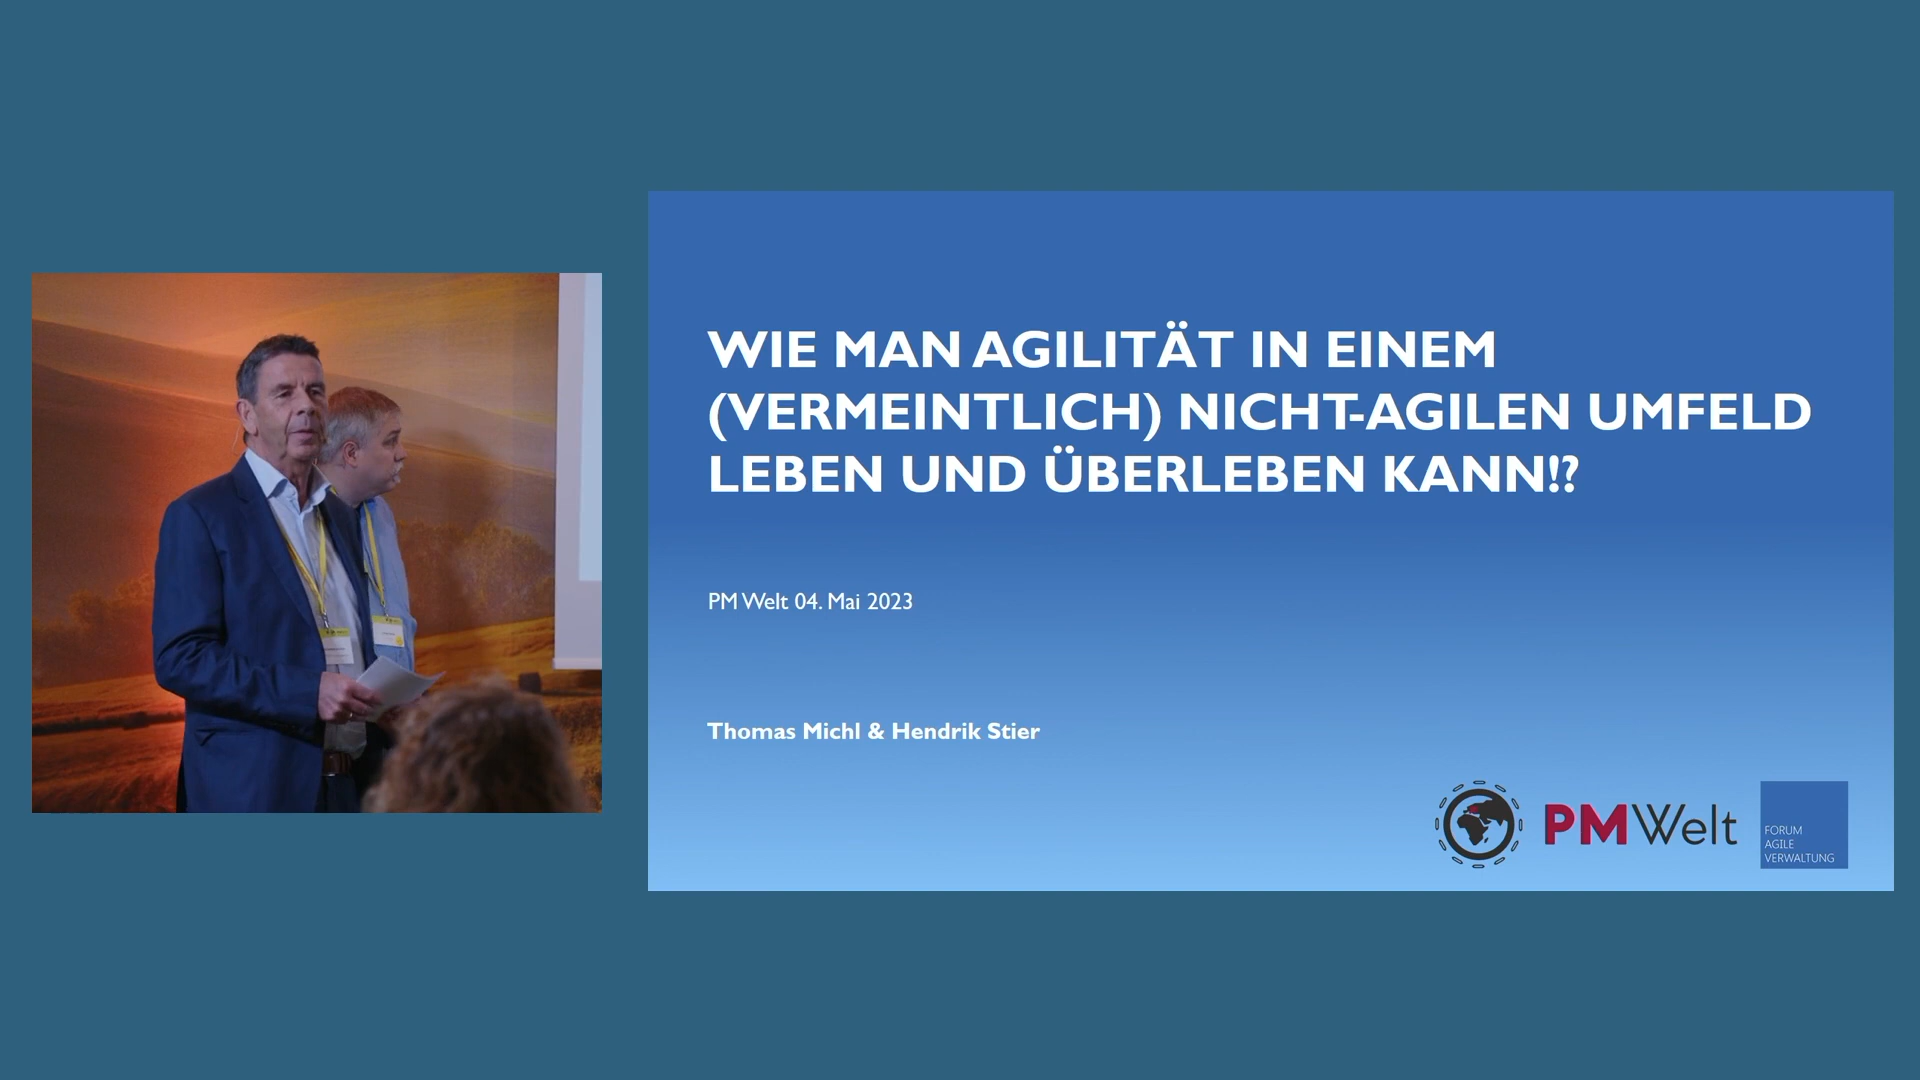 WIE MAN AGILITÄT IN EINEM
(VERMEINTLICH) NICHT-AGILEN UMFELD
LEBEN UND ÜBERLEBEN KANN!?
PM Welt 04. Mai 2023
Thomas Michl & Hendrik Stier
PMWelt
FORUM
AGILE
VERWALTUNG